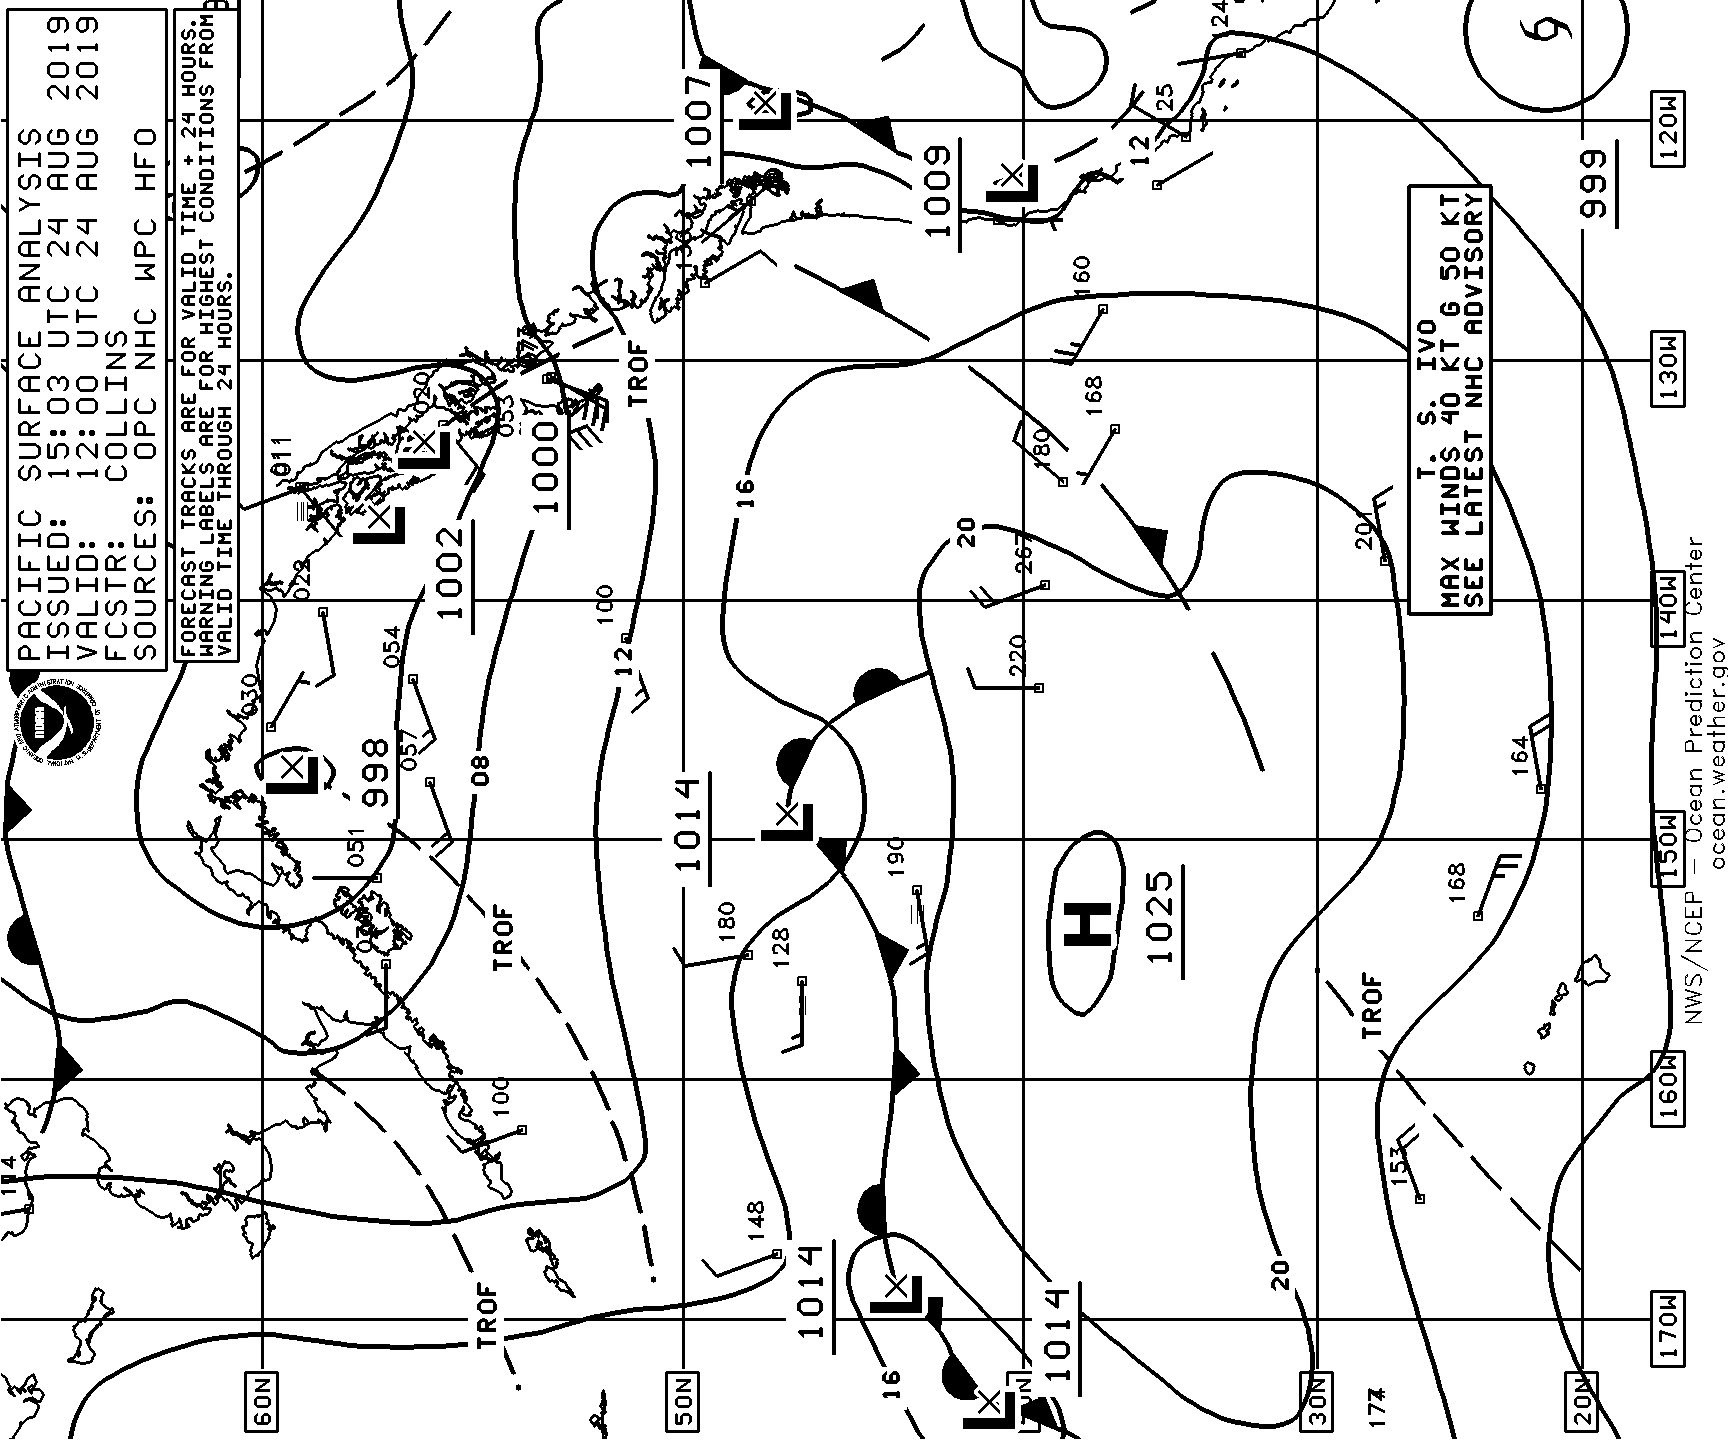 PACIFIC SURFACE ANALYSIS
ISSUED: 15:03 UTC 24 AUG 2019
VALID: 12:00 UTC 24 AUG 2019
FCSTR: COLLINS
SOURCES: OPC NHC WPC HFO
FORECAST TRACKS ARE FOR VALID TIME + 24 HOURS.
WARNING LABELS ARE FOR HIGHEST CONDITIONS FROM
VALID TIME THROUGH 24 HOURS.
NOAA
011
020
022
030
053
054
057
051
998
1002
1000
08
TROF
TROF
TROF
100
100
12
1007
1009
1014
1014
1014
16
16
148
180
128
190
20
20
267
220
180
168
160
12
25
24
H
1025
201
164
168
153
TROF
174
T. S. IVO
MAX WINDS 40 KT G 50 KT
SEE LATEST NHC ADVISORY
999
60N
50N
30N
20N
120W
130W
140W
150W
160W
170W
NWS/NCEP – Ocean Prediction Center
ocean.weather.gov